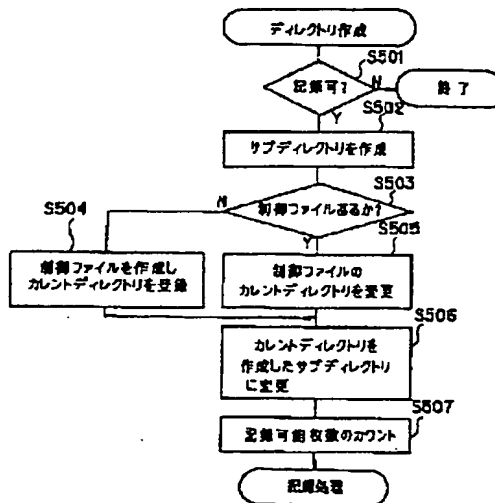 ディレクトリ作成
S501
記録可?
N
終了
Y
S502
サブディレクトリを作成
S503
制御ファイルあるか?
N
S504
Y
S505
制御ファイルを作成し
カレントディレクトリを登録
制御ファイルの
カレントディレクトリを変更
S506
カレントディレクトリを
作成したサブディレクトリ
に変更
S507
記録可能枚数のカウント
記録処理